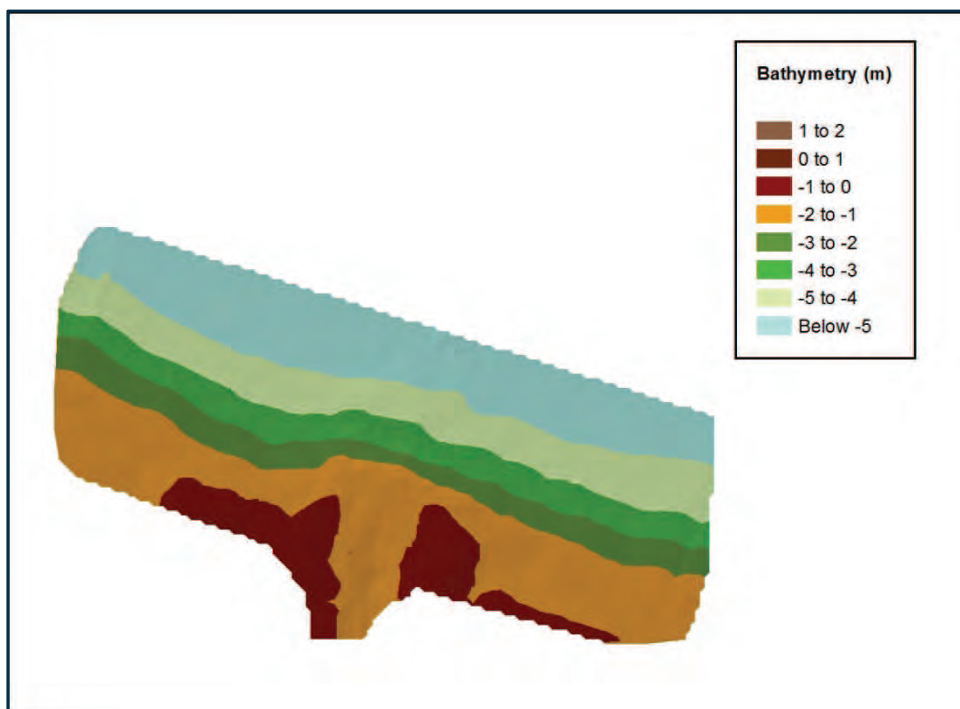 Bathymetry (m)
1 to 2
0 to 1
-1 to 0
-2 to -1
-3 to -2
-4 to -3
-5 to -4
Below -5